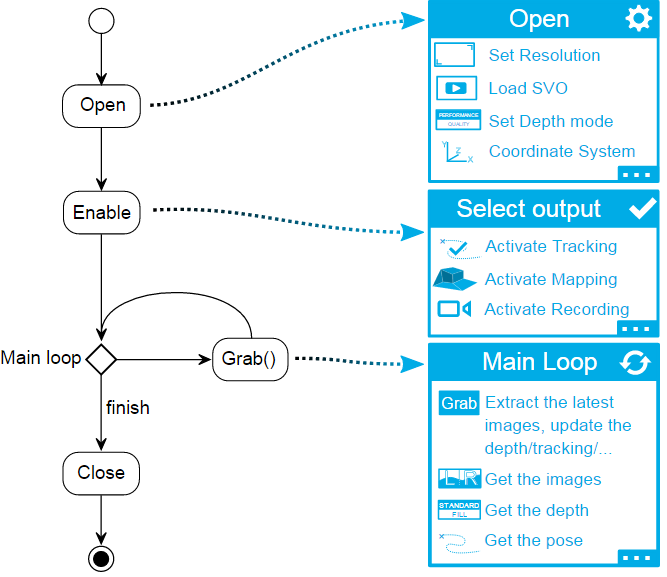 Open
Enable
Main loop
Grab()
finish
Close
Open
Set Resolution
Load SVO
PERFORMANCE
QUALITY
Set Depth mode
Y
Z
X
Coordinate System
Select output
Activate Tracking
Activate Mapping
Activate Recording
Main Loop
Grab
Extract the latest
images, update the
depth/tracking/...
L R
Get the images
STANDARD
FILL
Get the depth
Get the pose